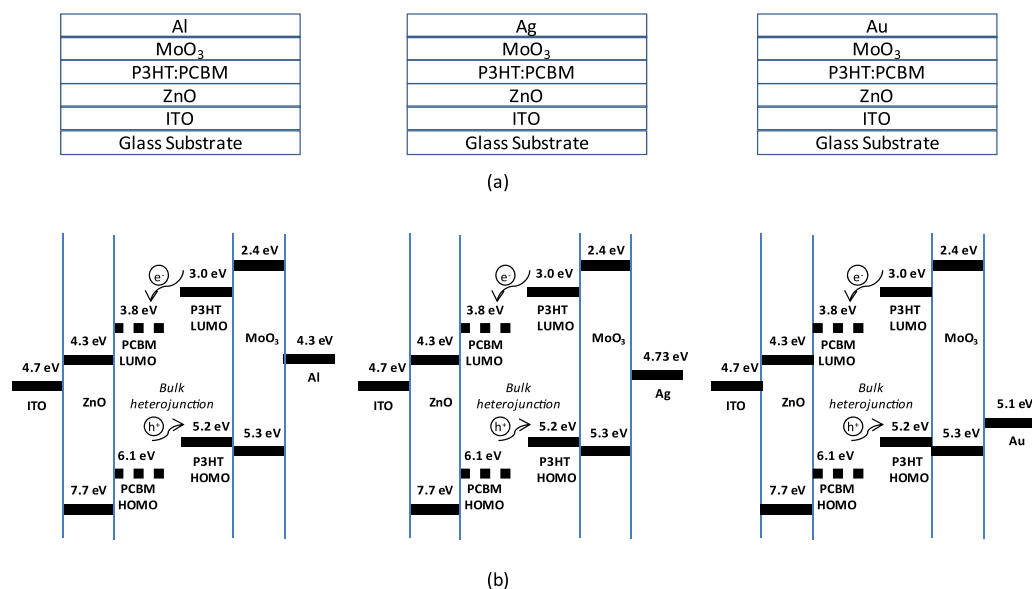 Al
MoO₃
P3HT:PCBM
ZnO
ITO
Glass Substrate
Ag
MoO₃
P3HT:PCBM
ZnO
ITO
Glass Substrate
Au
MoO₃
P3HT:PCBM
ZnO
ITO
Glass Substrate
(a)
2.4 eV
e⁻
3.0 eV
3.8 eV
P3HT
LUMO
4.3 eV
PCBM
LUMO
MoO₃
4.3 eV
4.7 eV
Al
ITO
ZnO
Bulk
heterojunction
h⁺
5.2 eV
5.3 eV
6.1 eV
P3HT
HOMO
PCBM
HOMO
7.7 eV
2.4 eV
e⁻
3.0 eV
3.8 eV
P3HT
LUMO
4.3 eV
PCBM
LUMO
MoO₃
4.73 eV
4.7 eV
Ag
ITO
ZnO
Bulk
heterojunction
h⁺
5.2 eV
5.3 eV
6.1 eV
P3HT
HOMO
PCBM
HOMO
7.7 eV
2.4 eV
e⁻
3.0 eV
3.8 eV
P3HT
LUMO
4.3 eV
PCBM
LUMO
MoO₃
4.7 eV
ITO
ZnO
Bulk
heterojunction
5.1 eV
Au
h⁺
5.2 eV
5.3 eV
6.1 eV
P3HT
HOMO
PCBM
HOMO
7.7 eV
(b)